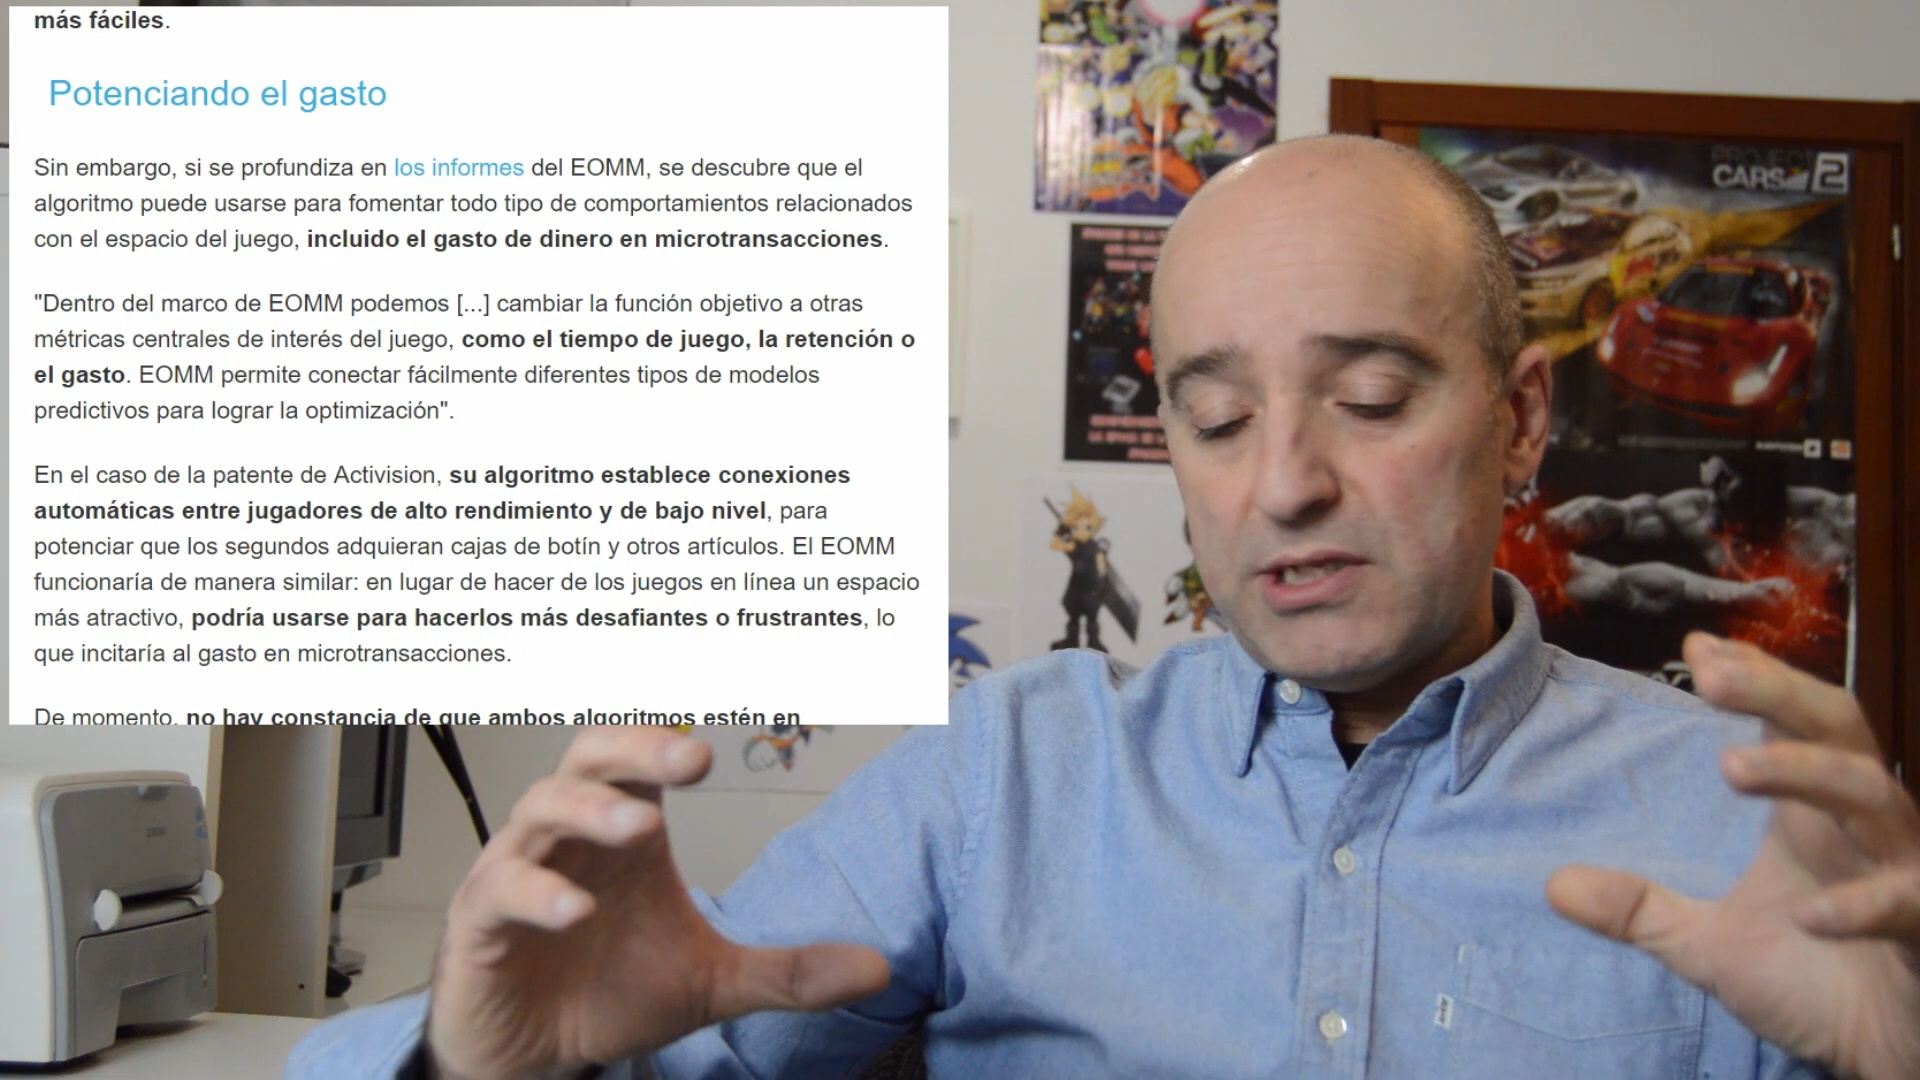 más fáciles.
Potenciando el gasto
Sin embargo, si se profundiza en los informes del EOMM, se descubre que el
algoritmo puede usarse para fomentar todo tipo de comportamientos relacionados
con el espacio del juego, incluido el gasto de dinero en microtransacciones.
"Dentro del marco de EOMM podemos [...] cambiar la función objetivo a otras
métricas centrales de interés del juego, como el tiempo de juego, la retención o
el gasto. EOMM permite conectar fácilmente diferentes tipos de modelos
predictivos para lograr la optimización".
En el caso de la patente de Activision, su algoritmo establece conexiones
automáticas entre jugadores de alto rendimiento y de bajo nivel, para
potenciar que los segundos adquieran cajas de botín y otros artículos. El EOMM
funcionaría de manera similar: en lugar de hacer de los juegos en línea un espacio
más atractivo, podría usarse para hacerlos más desafiantes o frustrantes, lo
que incitaría al gasto en microtransacciones.
De momento, no hay constancia de que ambos algoritmos estén en
PROJECT
CARS 2